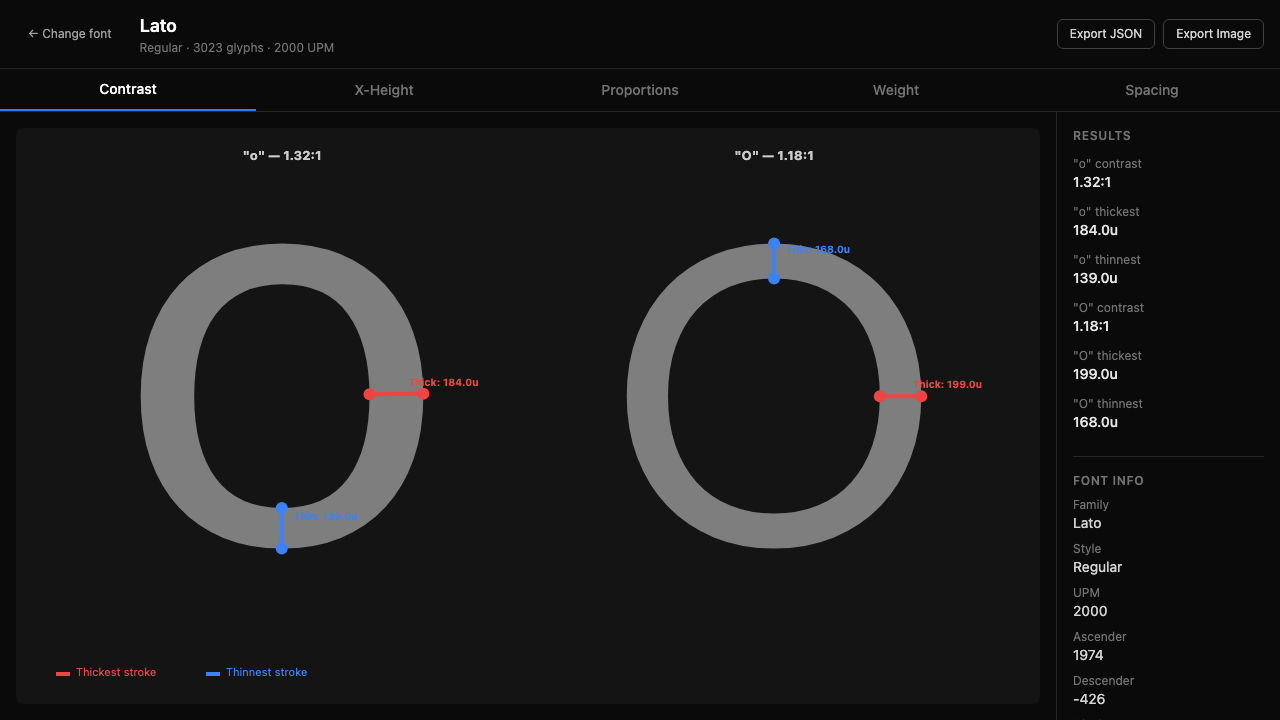 ← Change font
Lato
Regular · 3023 glyphs · 2000 UPM
Export JSON
Export Image
Contrast
X-Height
Proportions
Weight
Spacing
"o" — 1.32:1
"O" — 1.18:1
168.0u
Thick: 184.0u
Thick: 199.0u
Thickest stroke
Thinnest stroke
RESULTS
"o" contrast
1.32:1
"o" thickest
184.0u
"o" thinnest
139.0u
"O" contrast
1.18:1
"O" thickest
199.0u
"O" thinnest
168.0u
FONT INFO
Family
Lato
Style
Regular
UPM
2000
Ascender
1974
Descender
-426